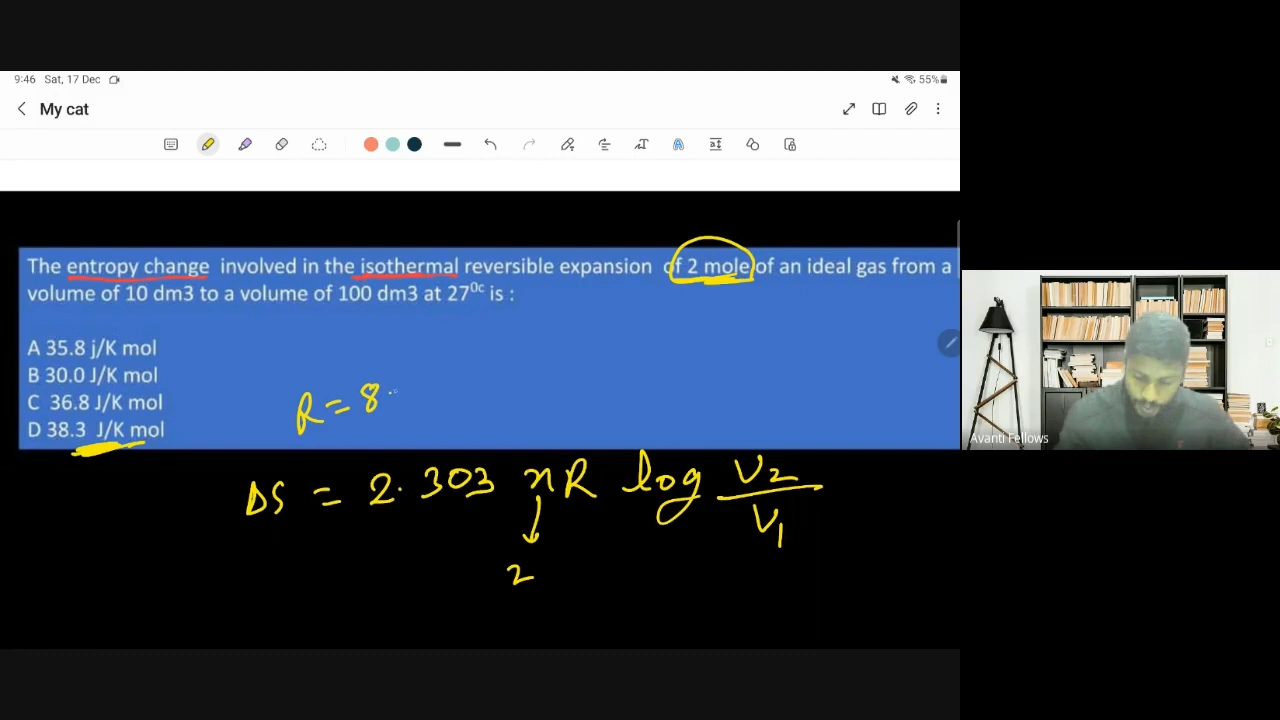 9:46 Sat, 17 Dec
55%
My cat
The entropy change involved in the isothermal reversible expansion of 2 mole of an ideal gas from a
volume of 10 dm3 to a volume of 100 dm3 at 27⁰ᶜ is :
A 35.8 j/K mol
B 30.0 J/K mol
C 36.8 J/K mol
D 38.3 J/K mol
R = 8.
ΔS = 2.303 nR log V₂/V₁
2
Avanti Fellows